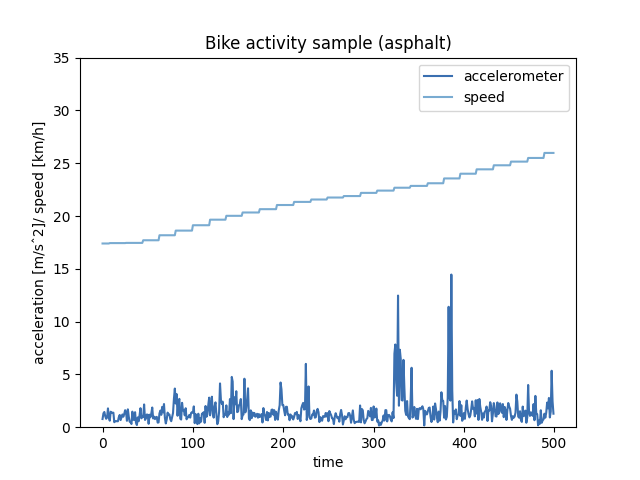 Bike activity sample (asphalt)
accelerometer
speed
acceleration [m/s^2]/ speed [km/h]
35
30
25
20
15
10
5
0
0 100 200 300 400 500
time